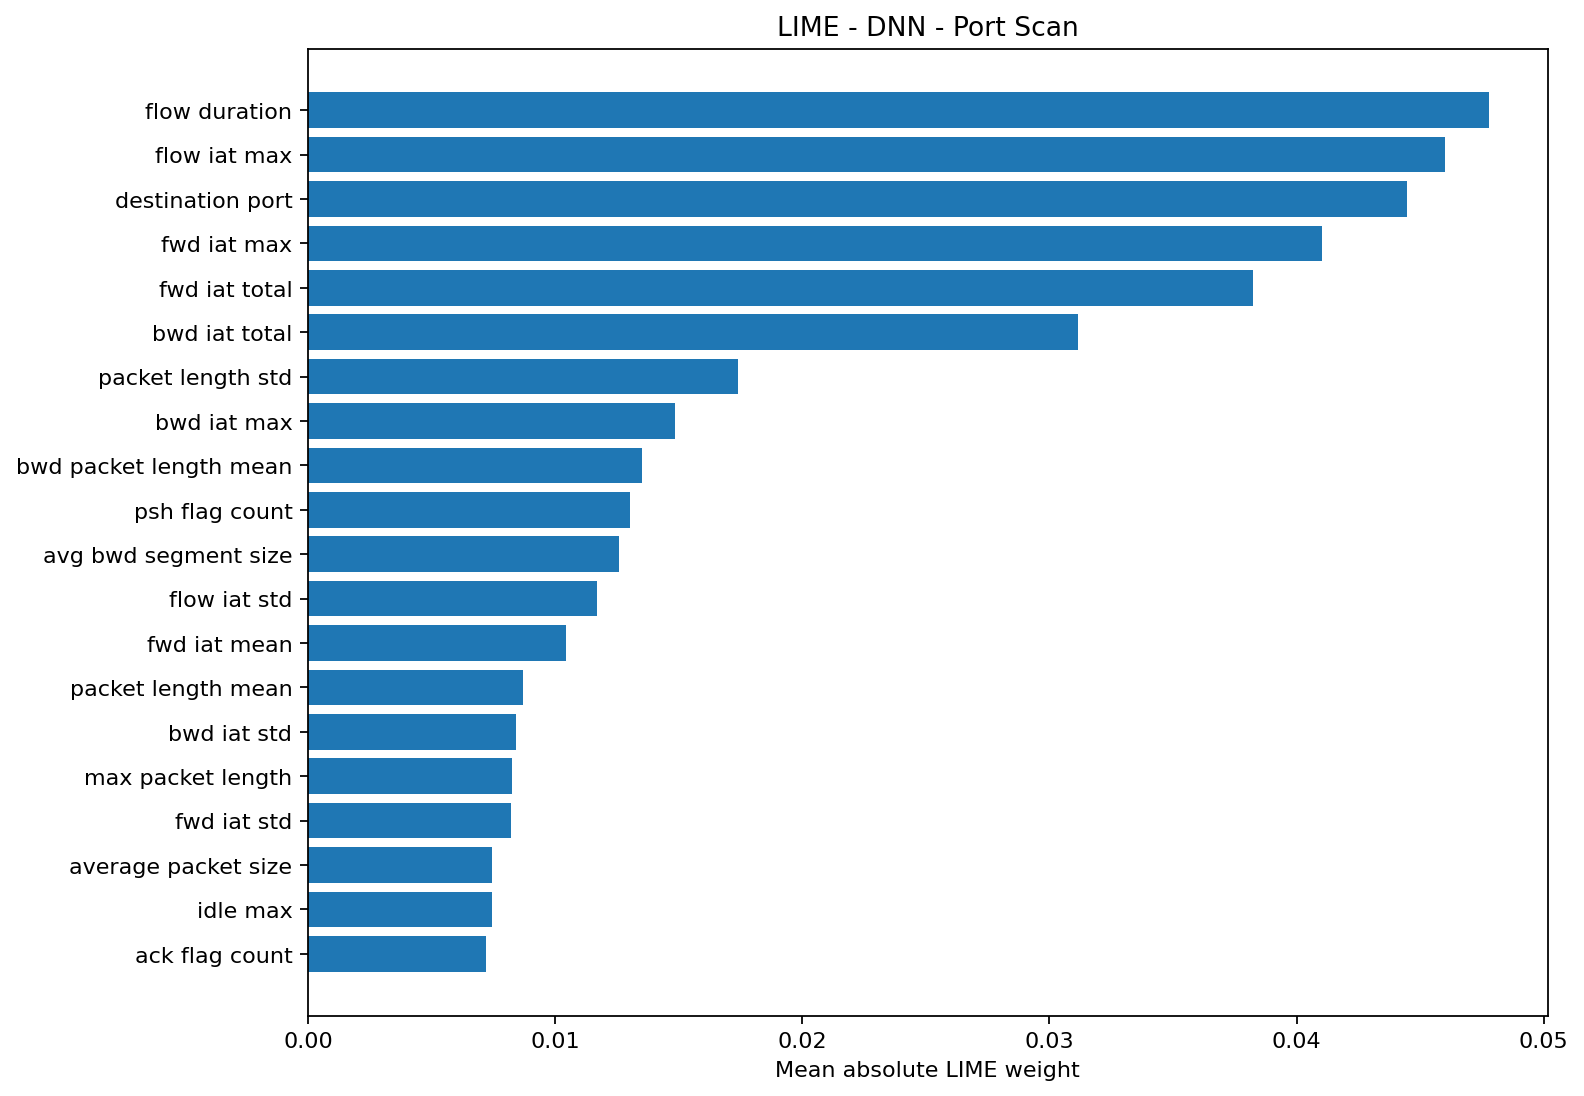 LIME - DNN - Port Scan
flow duration
flow iat max
destination port
fwd iat max
fwd iat total
bwd iat total
packet length std
bwd iat max
bwd packet length mean
psh flag count
avg bwd segment size
flow iat std
fwd iat mean
packet length mean
bwd iat std
max packet length
fwd iat std
average packet size
idle max
ack flag count
0.00 0.01 0.02 0.03 0.04 0.05
Mean absolute LIME weight